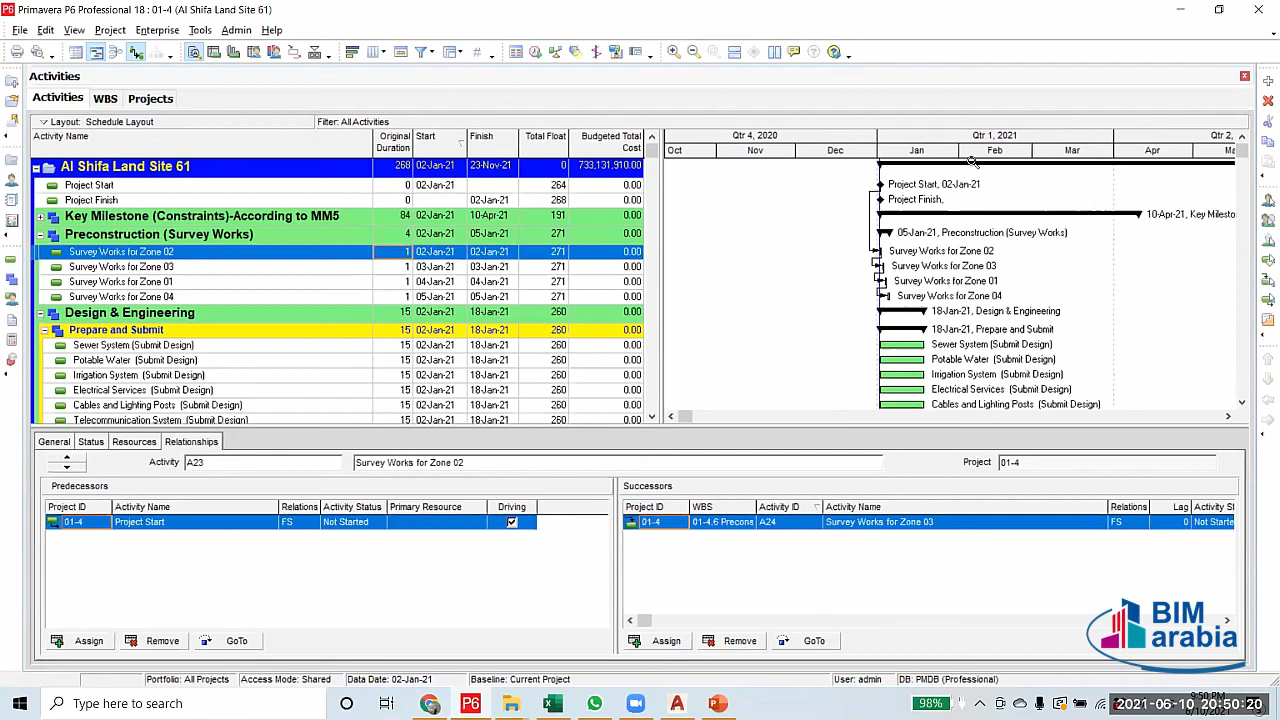 Primavera P6 Professional 18 : 01-4 (Al Shifa Land Site 61)
File Edit View Project Enterprise Tools Admin Help
Activities
Activities WBS Projects
Layout: Schedule Layout Filter: All Activities
Activity Name Original Duration Start Finish Total Float Budgeted Total Cost
Qtr 4, 2020 Qtr 1, 2021 Qtr 2,
Oct Nov Dec Jan Feb Mar Apr Ma
Al Shifa Land Site 61 268 02-Jan-21 23-Nov-21 0 733,131,910.00
Project Start 0 02-Jan-21 264 0.00 Project Start, 02-Jan-21
Project Finish 0 02-Jan-21 268 0.00 Project Finish,
Key Milestone (Constraints)-According to MM5 84 02-Jan-21 10-Apr-21 191 0.00 10-Apr-21, Key Milesto
Preconstruction (Survey Works) 4 02-Jan-21 05-Jan-21 271 0.00 05-Jan-21, Preconstruction (Survey Works)
Survey Works for Zone 02 1 02-Jan-21 02-Jan-21 271 0.00 Survey Works for Zone 02
Survey Works for Zone 03 1 03-Jan-21 03-Jan-21 271 0.00 Survey Works for Zone 03
Survey Works for Zone 01 1 04-Jan-21 04-Jan-21 271 0.00 Survey Works for Zone 01
Survey Works for Zone 04 1 05-Jan-21 05-Jan-21 271 0.00 Survey Works for Zone 04
Design & Engineering 15 02-Jan-21 18-Jan-21 260 0.00 18-Jan-21, Design & Engineering
Prepare and Submit 15 02-Jan-21 18-Jan-21 260 0.00 18-Jan-21, Prepare and Submit
Sewer System (Submit Design) 15 02-Jan-21 18-Jan-21 260 0.00 Sewer System (Submit Design)
Potable Water (Submit Design) 15 02-Jan-21 18-Jan-21 260 0.00 Potable Water (Submit Design)
Irrigation System (Submit Design) 15 02-Jan-21 18-Jan-21 260 0.00 Irrigation System (Submit Design)
Electrical Services (Submit Design) 15 02-Jan-21 18-Jan-21 260 0.00 Electrical Services (Submit Design)
Cables and Lighting Posts (Submit Design) 15 02-Jan-21 18-Jan-21 260 0.00 Cables and Lighting Posts (Submit Design)
Telecommunication System (Submit Design) 15 02-Jan-21 18-Jan-21 260 0.00
General Status Resources Relationships
Activity A23 Survey Works for Zone 02 Project 01-4
Predecessors Successors
Project ID Activity Name Relations Activity Status Primary Resource Driving
01-4 Project Start FS Not Started
Project ID WBS Activity ID Activity Name Relations Lag Activity S
01-4 01-4.6 Precons A24 Survey Works for Zone 03 FS 0 Not Starte
Assign Remove GoTo Assign Remove GoTo
BIM
arabia
Portfolio: All Projects Access Mode: Shared Data Date: 02-Jan-21 Baseline: Current Project User: admin DB: PMDB (Professional)
Type here to search 98% 9:50 PM
2021-06-10 20:50:20